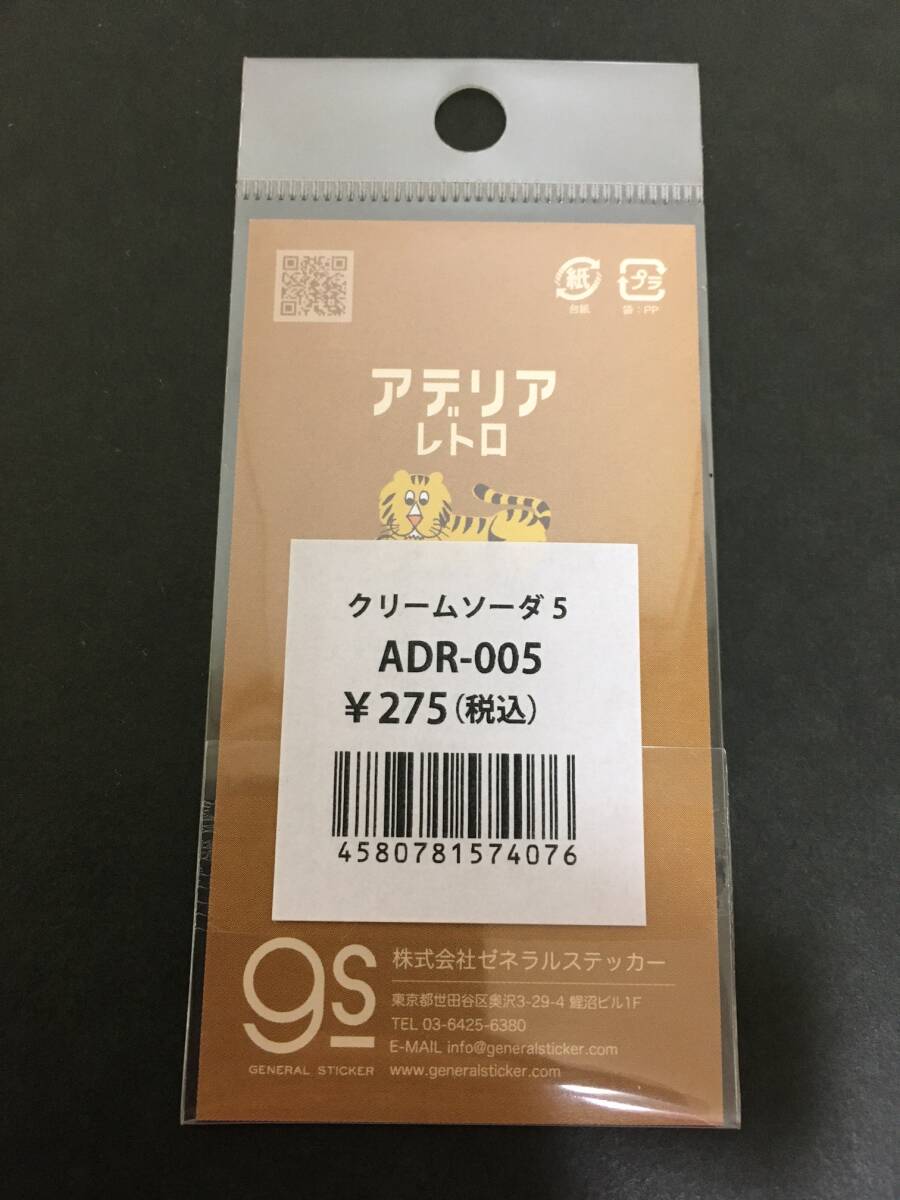 紙
台紙
プラ
袋：PP
アデリア
レトロ
クリームソーダ 5
ADR-005
￥275(税込)
4580781574076
gs
GENERAL STICKER
株式会社ゼネラルステッカー
東京都世田谷区奥沢3-29-4 鯉沼ビル1F
TEL 03-6425-6380
E-MAIL info@generalsticker.com
www.generalsticker.com